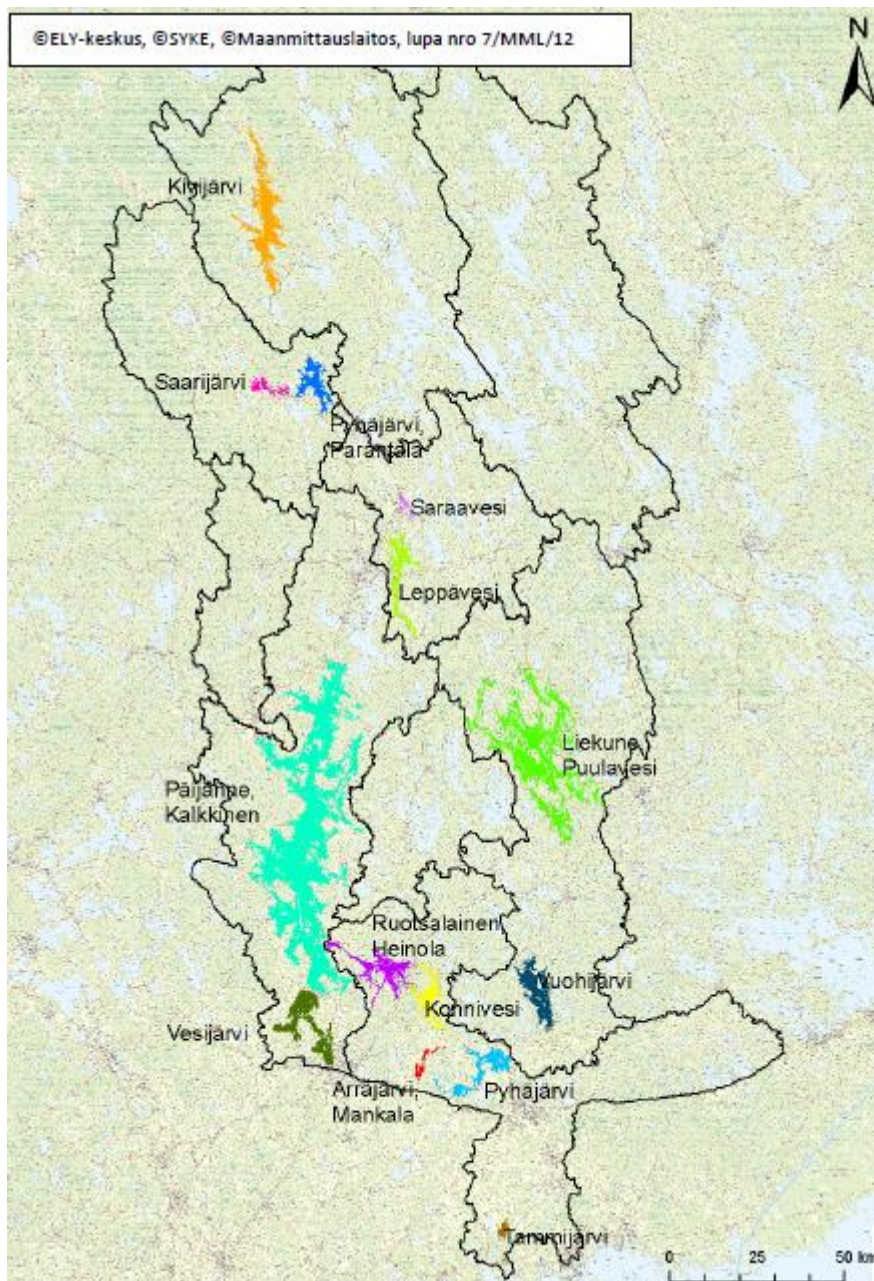 ©ELY-keskus, ©SYKE, ©Maanmittauslaitos, lupa nro 7/MML/12
N
Kivijärvi
Saarijärvi
Pyhäjärvi,
Parantala
Saraavesi
Leppävesi
Liekune,
Puulavesi
Päijänne,
Kalkkinen
Ruotsalainen,
Heinola
Vuohijärvi
Konnivesi
Vesijärvi
Arrajärvi,
Mankala
Pyhäjärvi
Tammijärvi
0 25 50 km